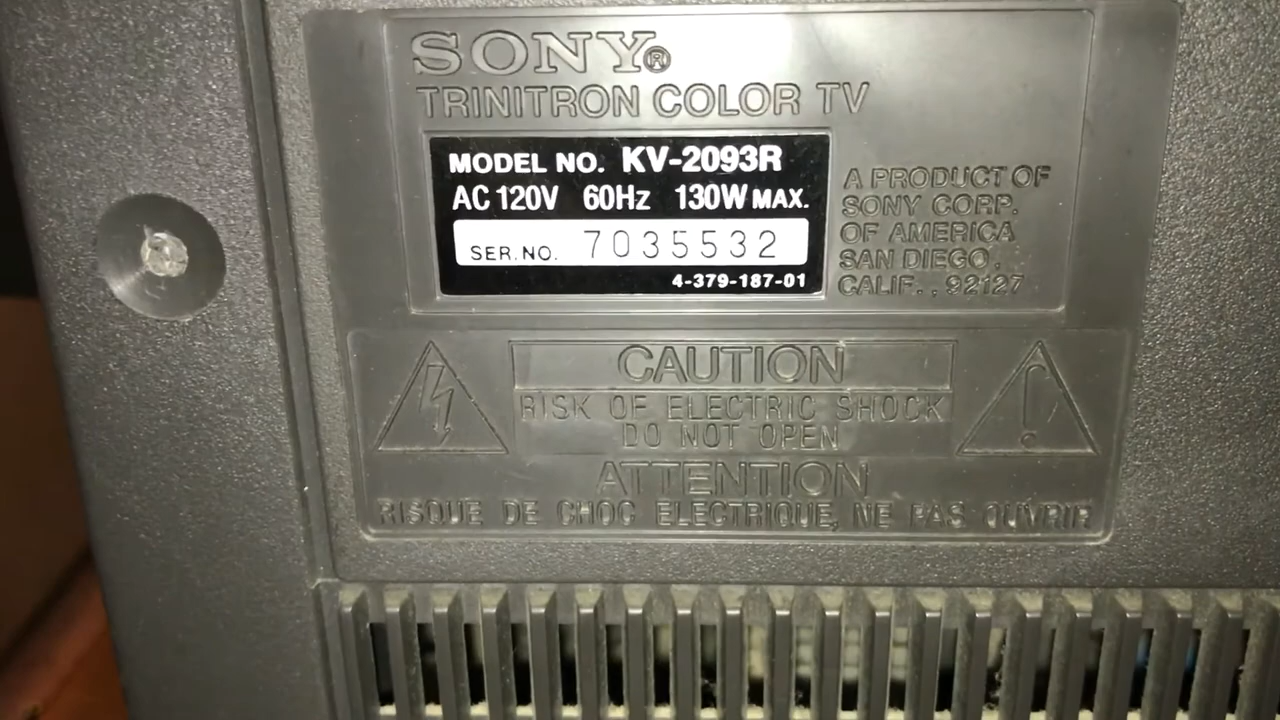 SONY®
TRINITRON COLOR TV
MODEL NO. KV-2093R
AC 120V 60Hz 130W MAX.
SER. NO. 7035532
4-379-187-01
A PRODUCT OF
SONY CORP.
OF AMERICA
SAN DIEGO,
CALIF., 92127
CAUTION
RISK OF ELECTRIC SHOCK
DO NOT OPEN
ATTENTION
RISQUE DE CHOC ELECTRIQUE, NE PAS OUVRIR